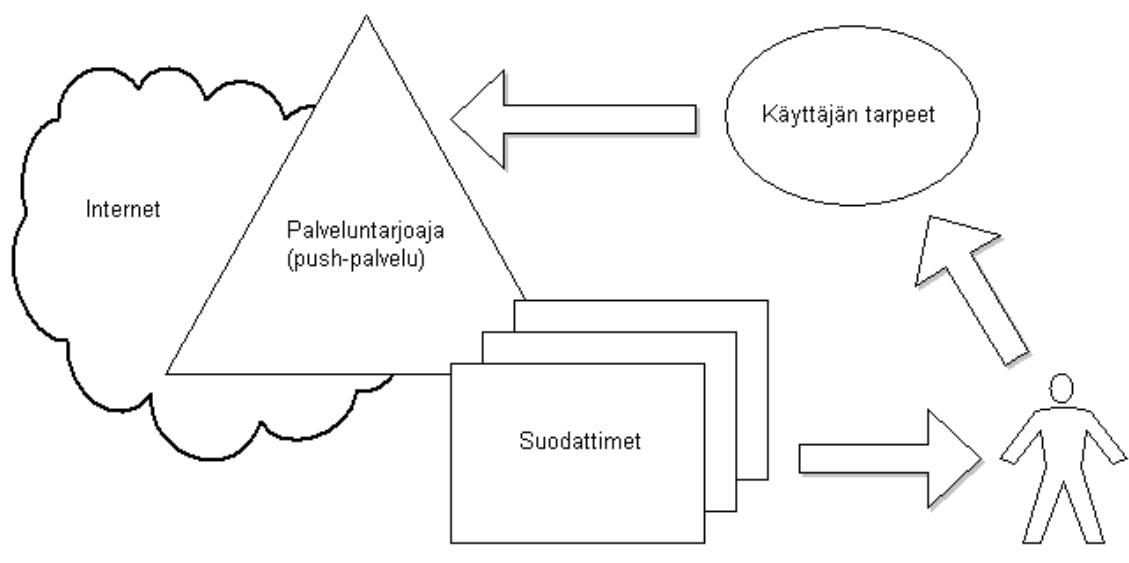 Käyttäjän tarpeet
Internet
Palveluntarjoaja
(push-palvelu)
Suodattimet